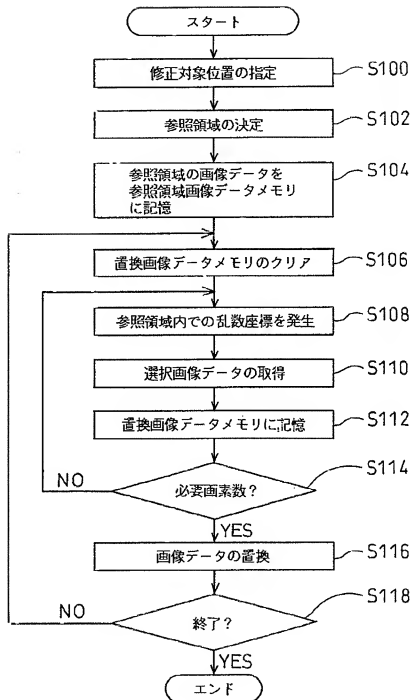 スタート
修正対象位置の指定
S100
参照領域の決定
S102
参照領域の画像データを
参照領域画像データメモリ
に記憶
S104
置換画像データメモリのクリア
S106
参照領域内での乱数座標を発生
S108
選択画像データの取得
S110
置換画像データメモリに記憶
S112
必要画素数?
S114
NO
YES
画像データの置換
S116
終了?
S118
NO
YES
エンド